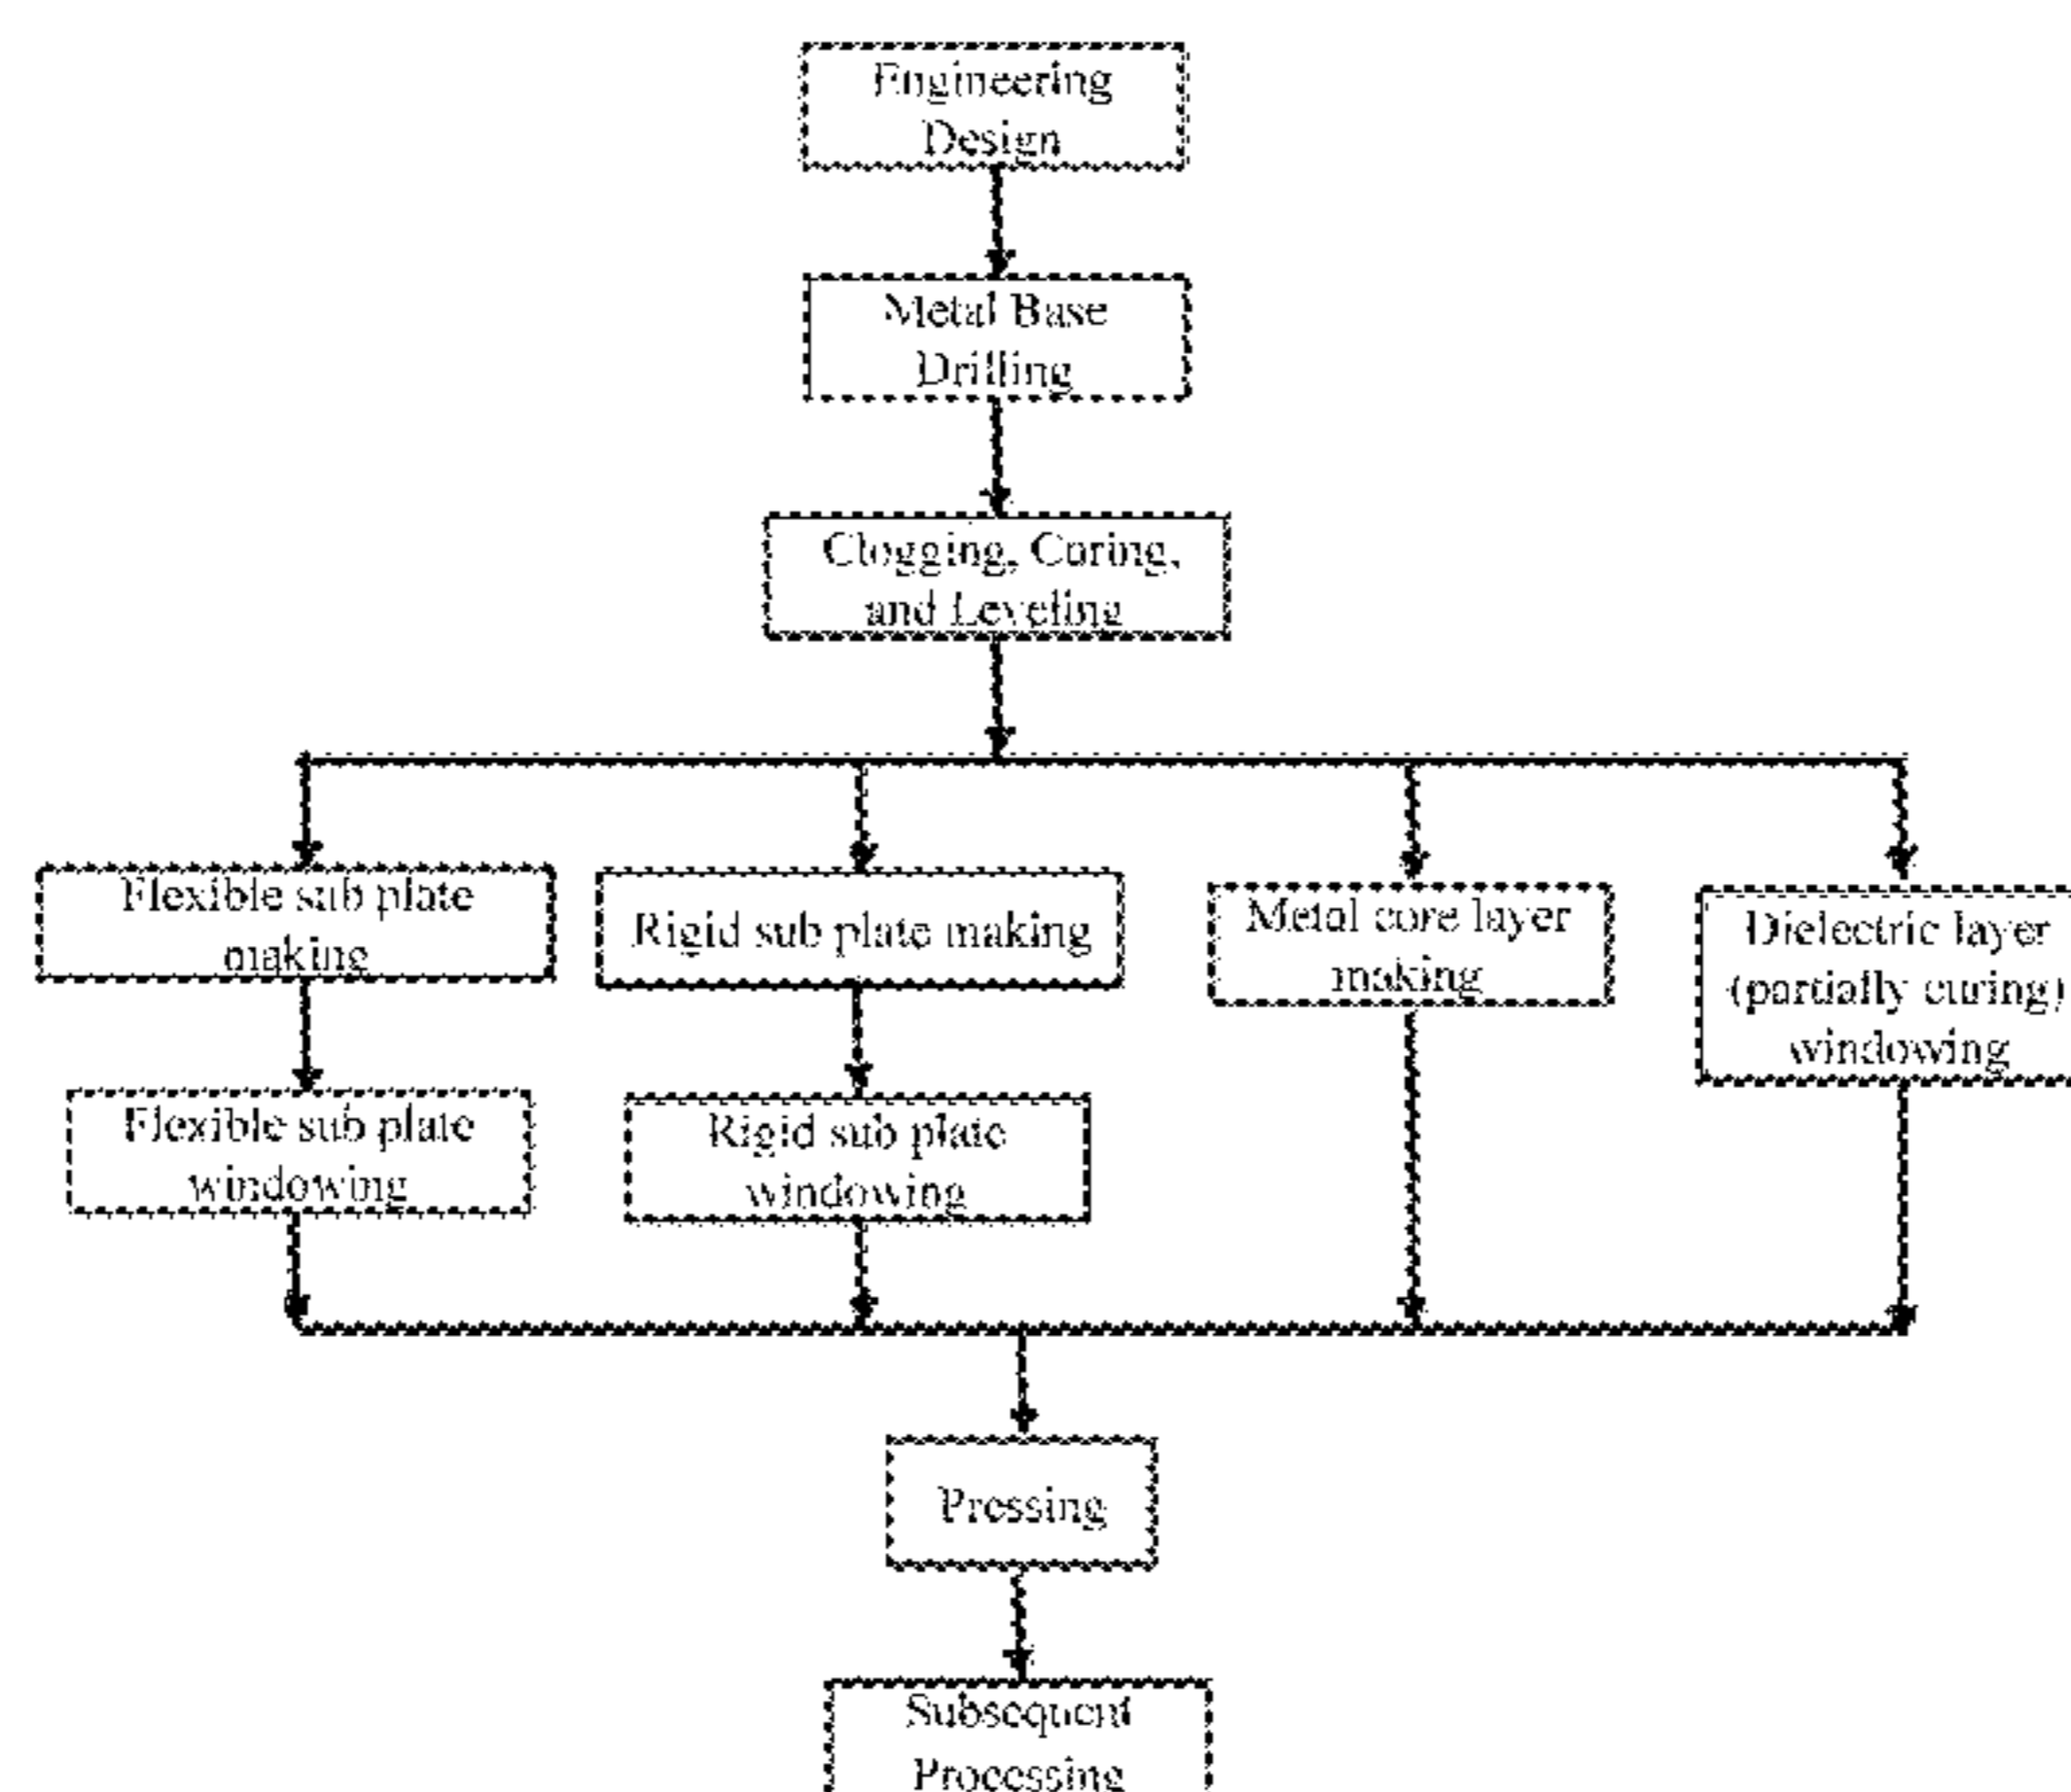 Engineering
Design
Metal Base
Drilling
Clogging, Curing,
and Leveling
Flexible sub plate
making
Rigid sub plate making
Metal core layer
making
Dielectric layer
(partially curing)
windowing
Flexible sub plate
windowing
Rigid sub plate
windowing
Pressing
Subsequent
Processing